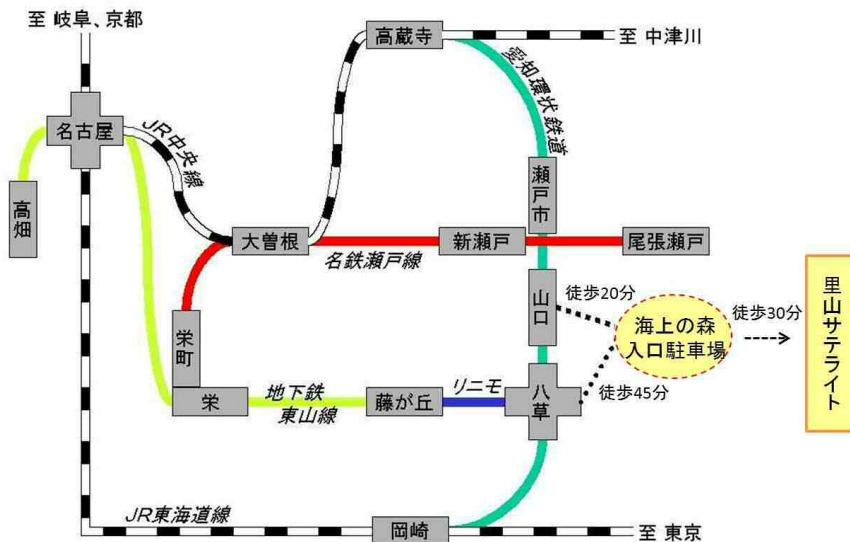 至 岐阜、京都
高蔵寺
至 中津川
愛知環状鉄道
名古屋
JR中央線
瀬戸市
高畑
大曽根
新瀬戸
尾張瀬戸
名鉄瀬戸線
山口
徒歩20分
海上の森
入口駐車場
徒歩30分
里山サテライト
栄町
栄
地下鉄
東山線
藤が丘
リニモ
八草
徒歩45分
JR東海道線
岡崎
至 東京